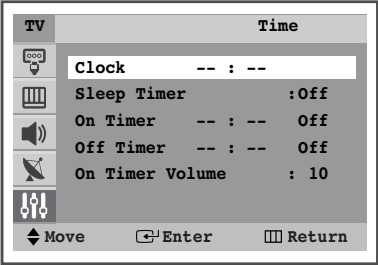 TV Time
Clock -- : --
Sleep Timer :Off
On Timer -- : -- Off
Off Timer -- : -- Off
On Timer Volume : 10
Move Enter Return